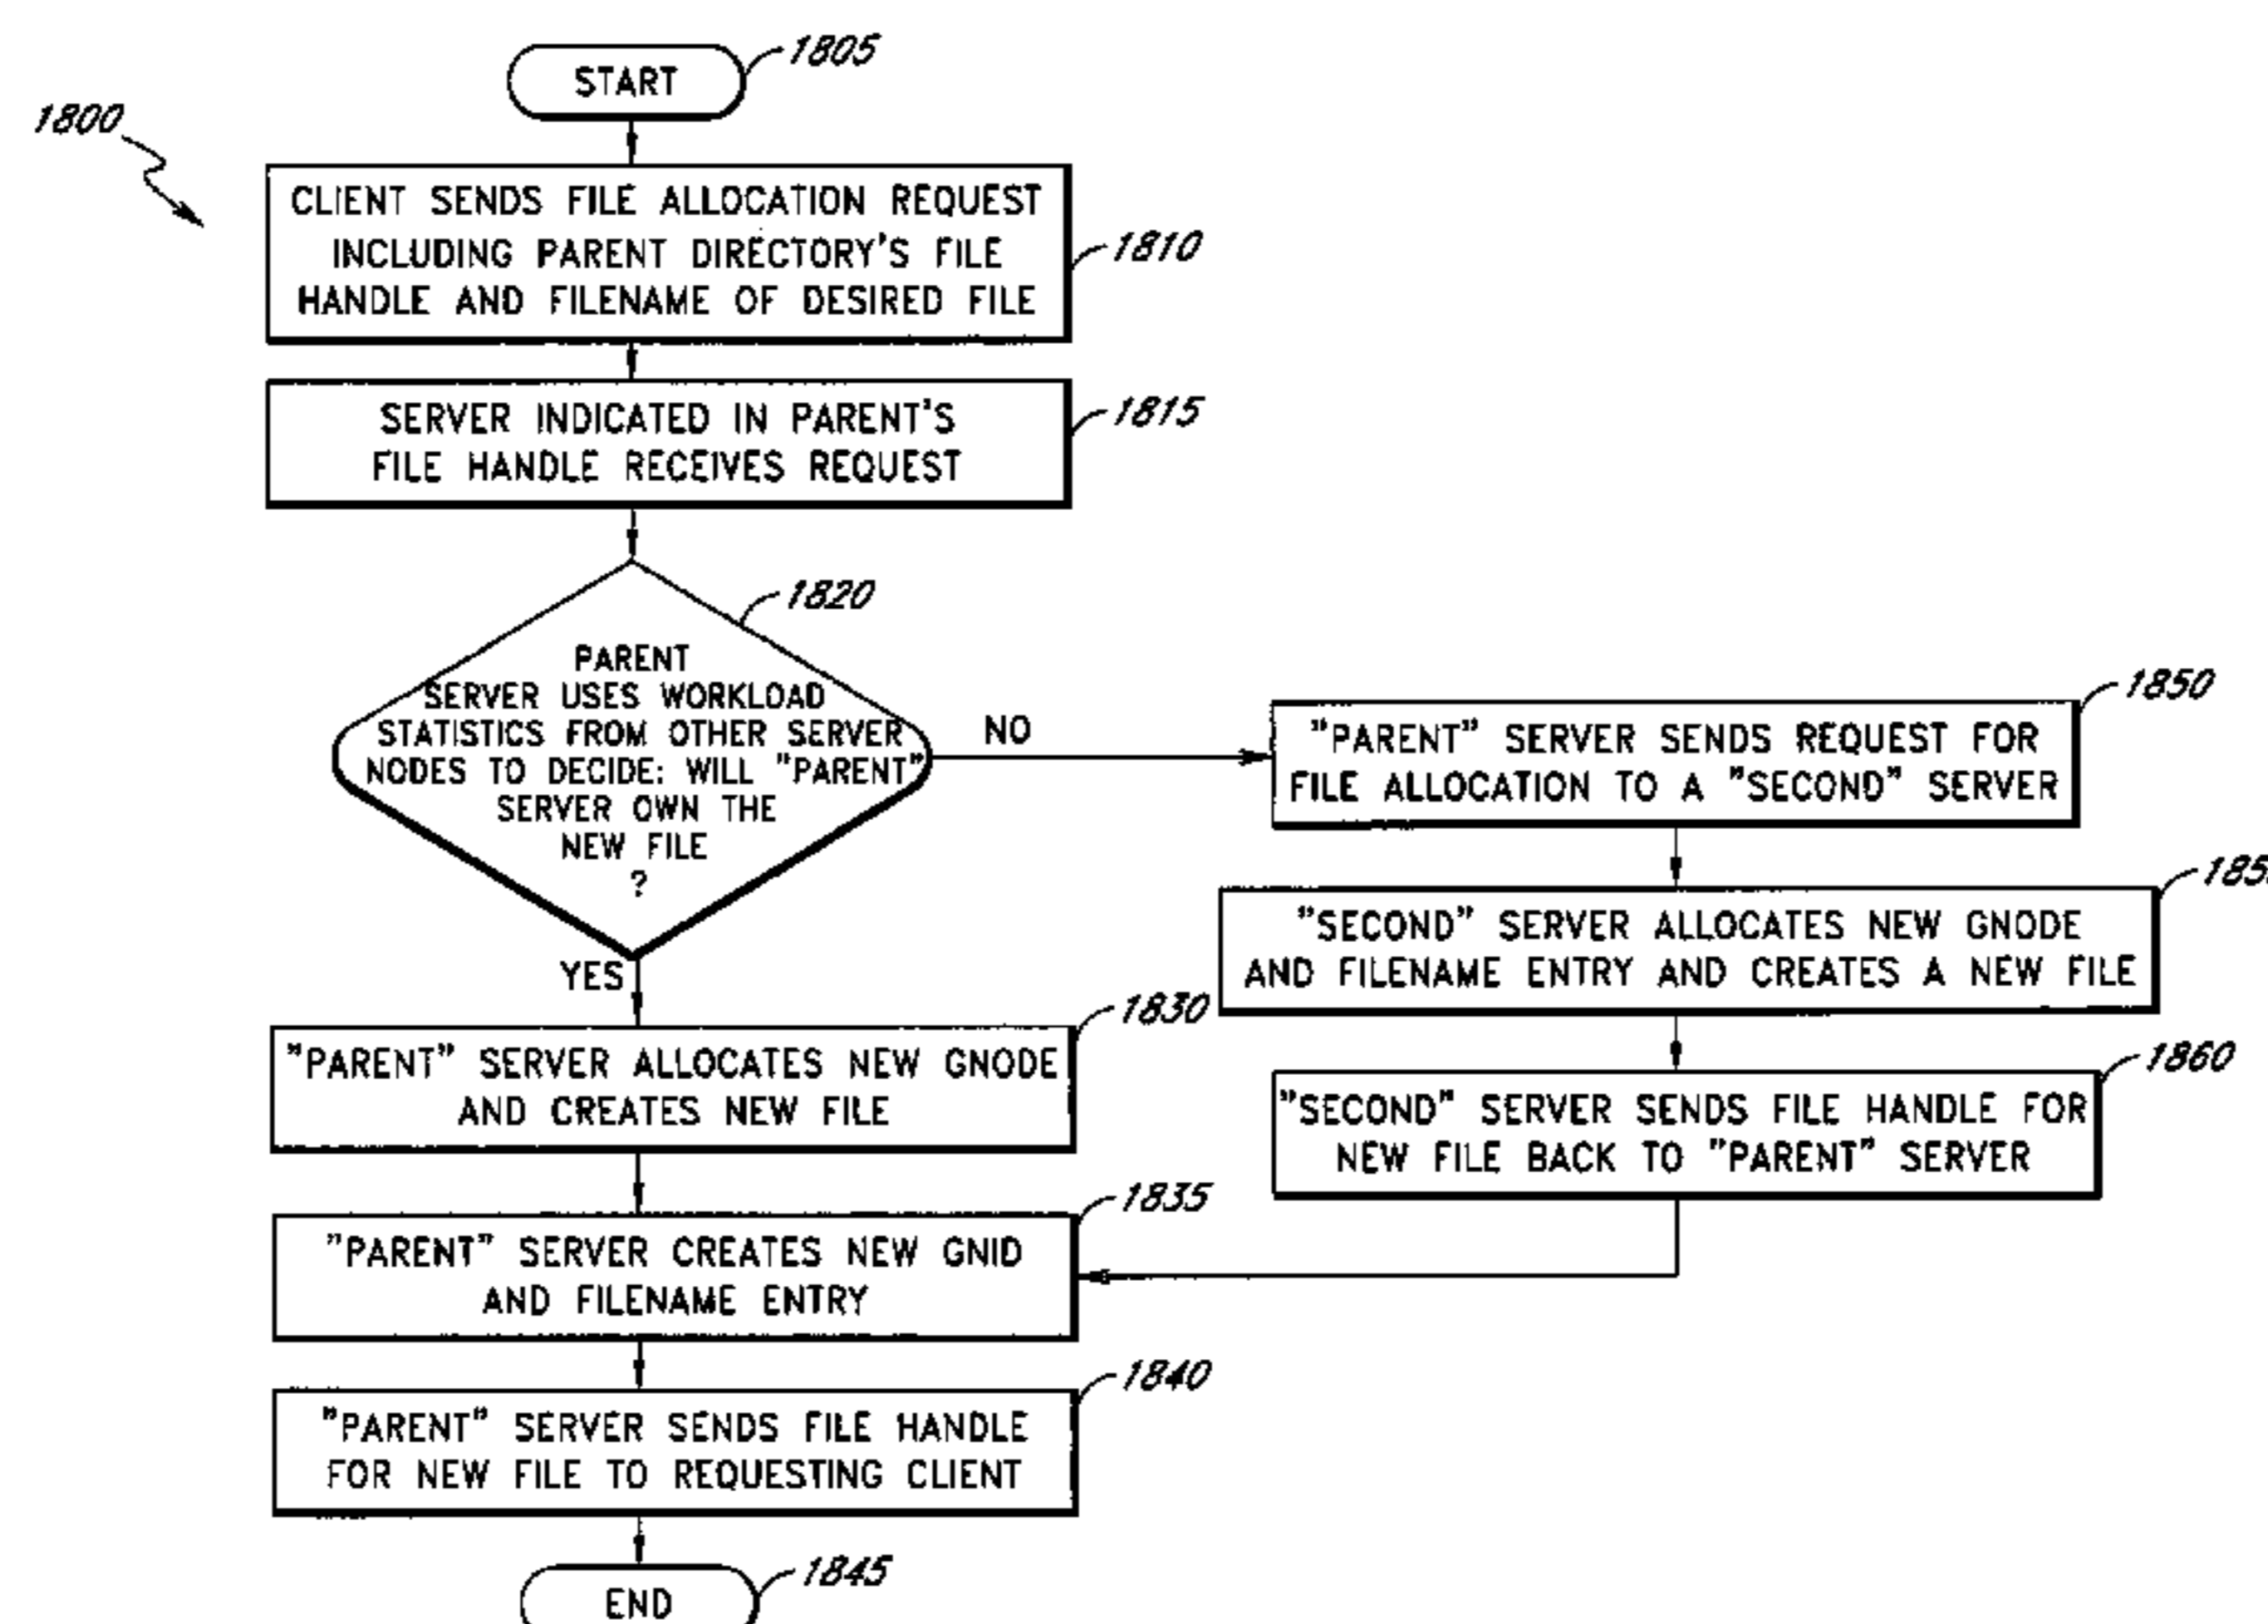 1805
START
1800
CLIENT SENDS FILE ALLOCATION REQUEST
INCLUDING PARENT DIRECTORY'S FILE
HANDLE AND FILENAME OF DESIRED FILE
1810
SERVER INDICATED IN PARENT'S
FILE HANDLE RECEIVES REQUEST
1815
1820
PARENT
SERVER USES WORKLOAD
STATISTICS FROM OTHER SERVER
NODES TO DECIDE: WILL "PARENT"
SERVER OWN THE
NEW FILE
?
NO
YES
1850
"PARENT" SERVER SENDS REQUEST FOR
FILE ALLOCATION TO A "SECOND" SERVER
"SECOND" SERVER ALLOCATES NEW GNODE
AND FILENAME ENTRY AND CREATES A NEW FILE
1860
"SECOND" SERVER SENDS FILE HANDLE FOR
NEW FILE BACK TO "PARENT" SERVER
1830
"PARENT" SERVER ALLOCATES NEW GNODE
AND CREATES NEW FILE
1835
"PARENT" SERVER CREATES NEW GNID
AND FILENAME ENTRY
1840
"PARENT" SERVER SENDS FILE HANDLE
FOR NEW FILE TO REQUESTING CLIENT
1845
END